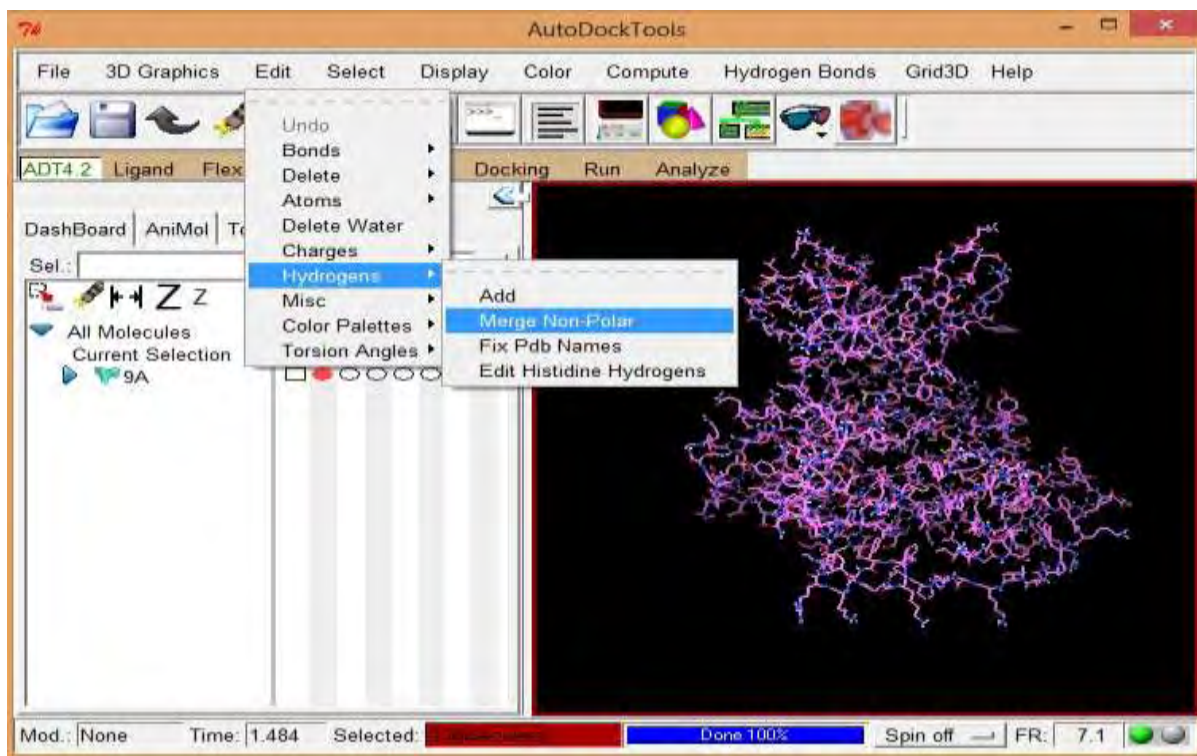 AutoDockTools
File 3D Graphics Edit Select Display Color Compute Hydrogen Bonds Grid3D Help
ADT4.2 Ligand Flex Docking Run Analyze
Undo
Bonds
Delete
Atoms
Delete Water
Charges
Hydrogens
Misc
Color Palettes
Torsion Angles
Add
Merge Non-Polar
Fix Pdb Names
Edit Histidine Hydrogens
DashBoard AniMol
Sel.:
Z Z
All Molecules
Current Selection
9A
Mod.: None Time: 1.484 Selected: Done 100% Spin off FR: 7.1